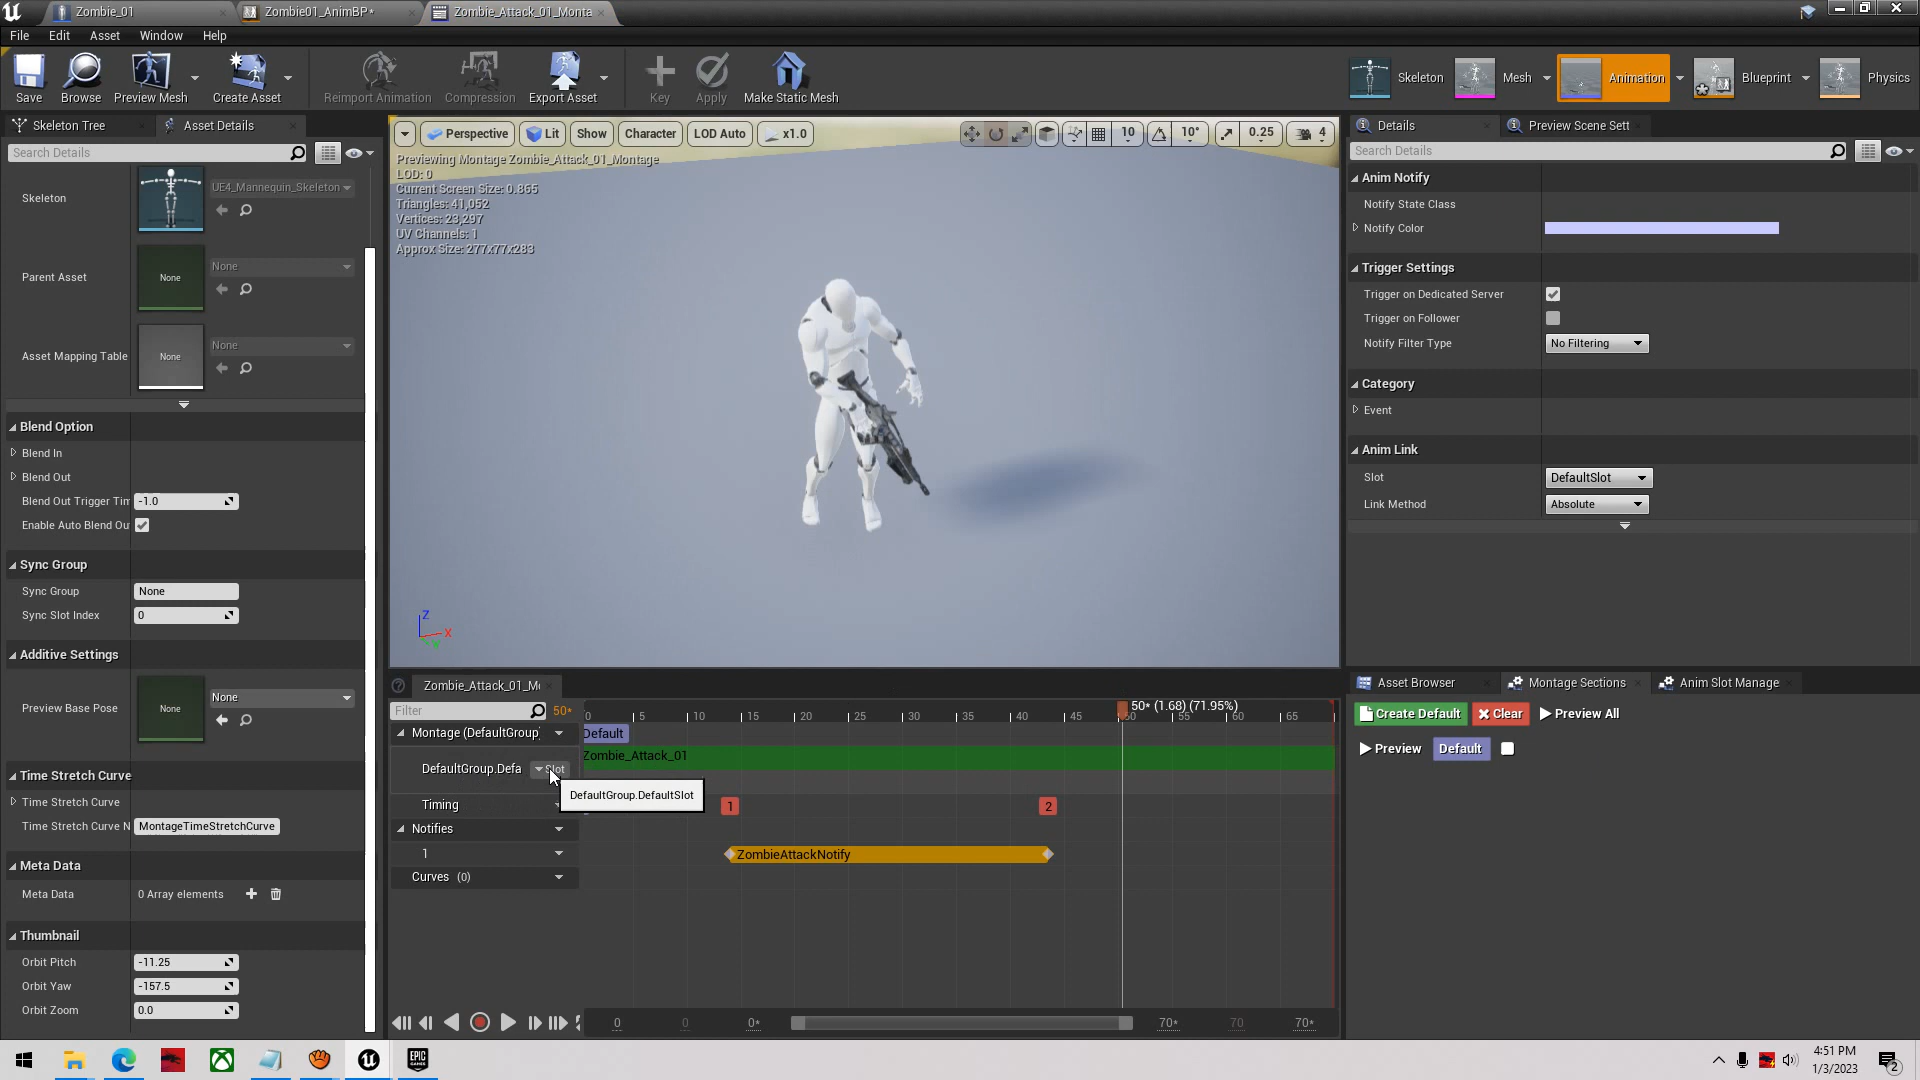 Zombie_01
Zombie01_AnimBP*
Zombie_Attack_01_Monta
File Edit Asset Window Help
Save
Browse
Preview Mesh
Create Asset
Reimport Animation
Compression
Export Asset
Key
Apply
Make Static Mesh
Skeleton
Mesh
Animation
Blueprint
Physics
Skeleton Tree
Asset Details
Search Details
Skeleton
UE4_Mannequin_Skeleton
Parent Asset
None
None
Asset Mapping Table
None
None
Blend Option
Blend In
Blend Out
Blend Out Trigger Tim
-1.0
Enable Auto Blend Ou
Sync Group
Sync Group
None
Sync Slot Index
0
Additive Settings
Preview Base Pose
None
None
Time Stretch Curve
Time Stretch Curve
Time Stretch Curve N
MontageTimeStretchCurve
Meta Data
Meta Data
0 Array elements
Thumbnail
Orbit Pitch
-11.25
Orbit Yaw
-157.5
Orbit Zoom
0.0
Perspective
Lit
Show
Character
LOD Auto
x1.0
10
10°
0.25
4
Previewing Montage Zombie_Attack_01_Montage
LOD: 0
Current Screen Size: 0.865
Triangles: 41,052
Vertices: 23,297
UV Channels: 1
Approx Size: 277x77x283
Z
X
Y
Zombie_Attack_01_Mo
Filter
50*
0 5 10 15 20 25 30 35 40 45 50 55 60 65
50* (1.68) (71.95%)
Montage (DefaultGroup
Default
DefaultGroup.Defa
Slot
Zombie_Attack_01
DefaultGroup.DefaultSlot
Timing
1
2
Notifies
1
ZombieAttackNotify
Curves (0)
0
0
0*
70*
70
70*
Details
Preview Scene Sett
Search Details
Anim Notify
Notify State Class
Notify Color
Trigger Settings
Trigger on Dedicated Server
Trigger on Follower
Notify Filter Type
No Filtering
Category
Event
Anim Link
Slot
DefaultSlot
Link Method
Absolute
Asset Browser
Montage Sections
Anim Slot Manage
Create Default
Clear
Preview All
Preview
Default
EPIC
GAMES
4:51 PM
1/3/2023
2